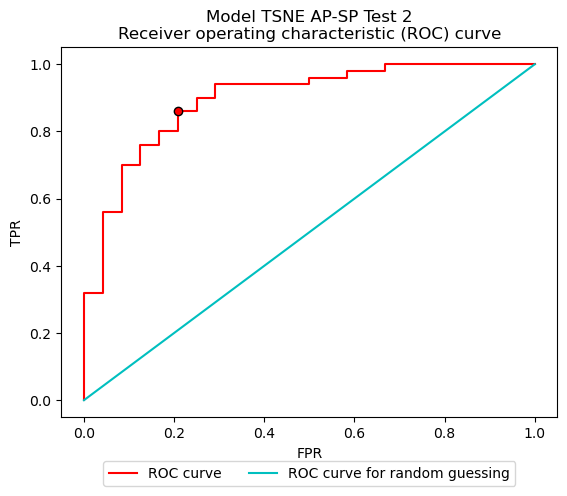 Model TSNE AP-SP Test 2
Receiver operating characteristic (ROC) curve
1.0
0.8
0.6
0.4
0.2
0.0
TPR
0.0 0.2 0.4 0.6 0.8 1.0
FPR
ROC curve ROC curve for random guessing